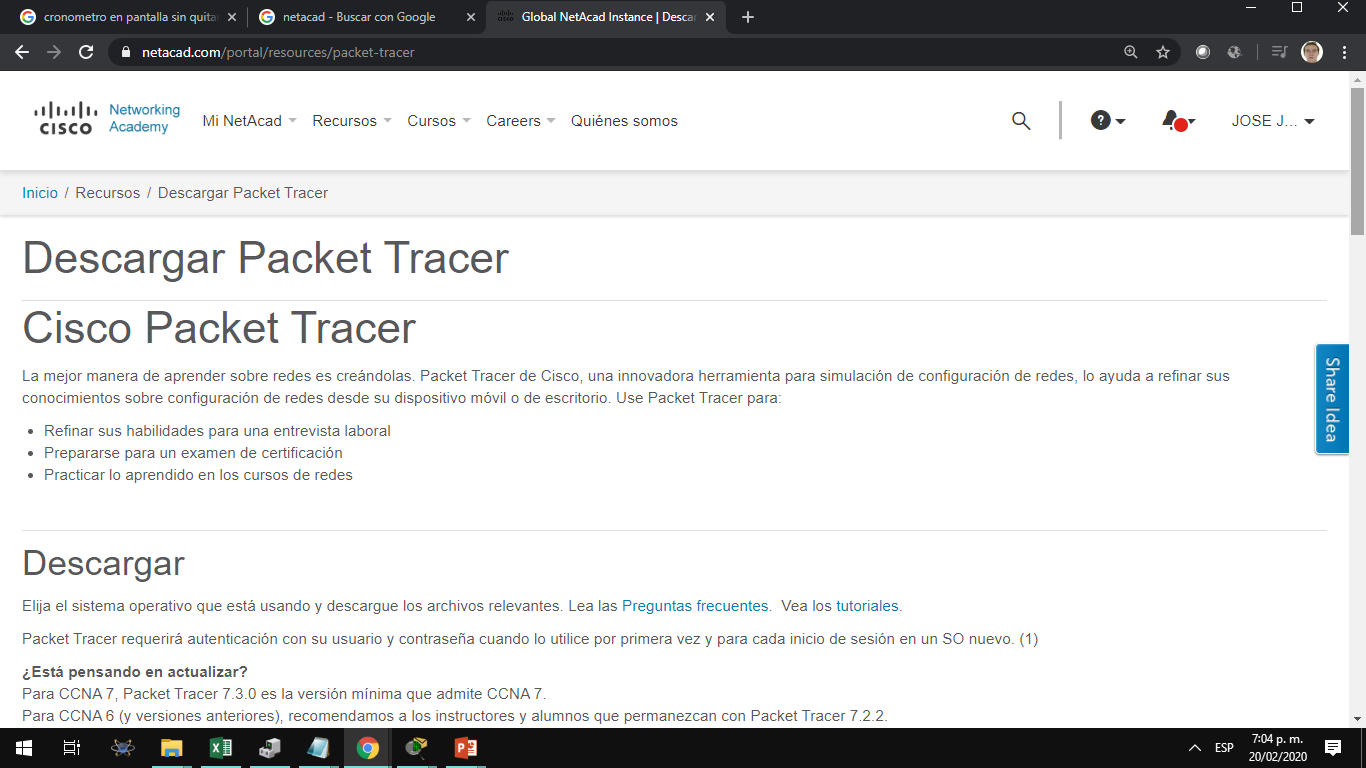 cronometro en pantalla sin quita
netacad - Buscar con Google
Global NetAcad Instance | Descar
netacad.com/portal/resources/packet-tracer
CISCO
Networking
Academy
Mi NetAcad
Recursos
Cursos
Careers
Quiénes somos
?
JOSE J...
Inicio / Recursos / Descargar Packet Tracer
Descargar Packet Tracer
Cisco Packet Tracer
La mejor manera de aprender sobre redes es creándolas. Packet Tracer de Cisco, una innovadora herramienta para simulación de configuración de redes, lo ayuda a refinar sus
conocimientos sobre configuración de redes desde su dispositivo móvil o de escritorio. Use Packet Tracer para:
Refinar sus habilidades para una entrevista laboral
Prepararse para un examen de certificación
Practicar lo aprendido en los cursos de redes
Share Idea
Descargar
Elija el sistema operativo que está usando y descargue los archivos relevantes. Lea las Preguntas frecuentes.  Vea los tutoriales.
Packet Tracer requerirá autenticación con su usuario y contraseña cuando lo utilice por primera vez y para cada inicio de sesión en un SO nuevo. (1)
¿Está pensando en actualizar?
Para CCNA 7, Packet Tracer 7.3.0 es la versión mínima que admite CCNA 7.
Para CCNA 6 (y versiones anteriores), recomendamos a los instructores y alumnos que permanezcan con Packet Tracer 7.2.2.
ESP
7:04 p. m.
20/02/2020